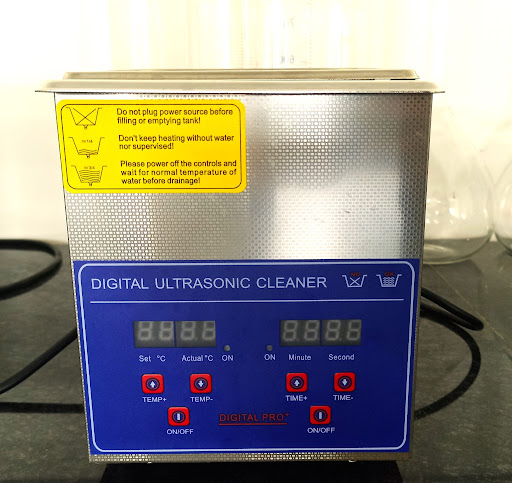 Do not plug power source before
filling or emptying tank!
Don't keep heating without water
nor supervised!
Please power off the controls and
wait for normal temperature of
water before drainage!
DIGITAL ULTRASONIC CLEANER
Set °C
Actual °C
ON
ON
Minute
Second
TEMP+
TEMP-
TIME+
TIME-
DIGITAL PRO+
ON/OFF
ON/OFF